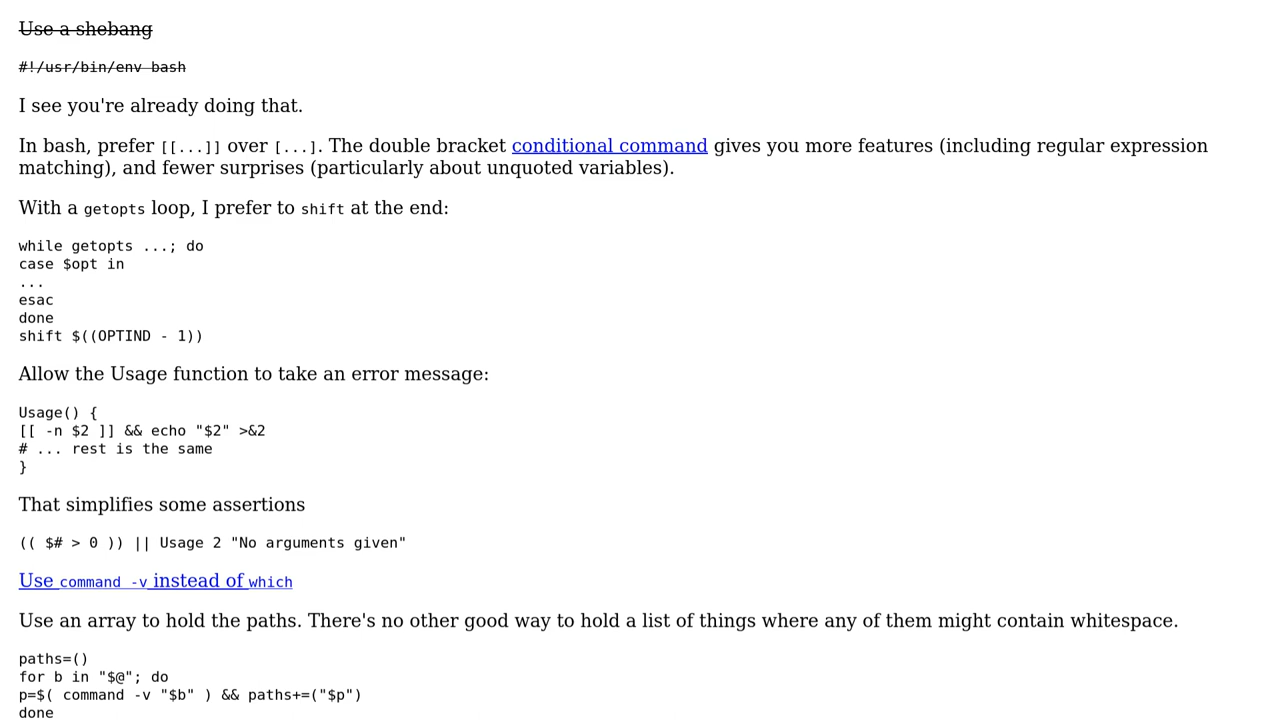 Use a shebang
#!/usr/bin/env bash
I see you're already doing that.
In bash, prefer [[...]] over [...]. The double bracket conditional command gives you more features (including regular expression
matching), and fewer surprises (particularly about unquoted variables).
With a getopts loop, I prefer to shift at the end:
while getopts ...; do
case $opt in
...
esac
done
shift $((OPTIND - 1))
Allow the Usage function to take an error message:
Usage() {
[[ -n $2 ]] && echo "$2" >&2
# ... rest is the same
}
That simplifies some assertions
(( $# > 0 )) || Usage 2 "No arguments given"
Use command -v instead of which
Use an array to hold the paths. There's no other good way to hold a list of things where any of them might contain whitespace.
paths=()
for b in "$@"; do
p=$( command -v "$b" ) && paths+=("$p")
done